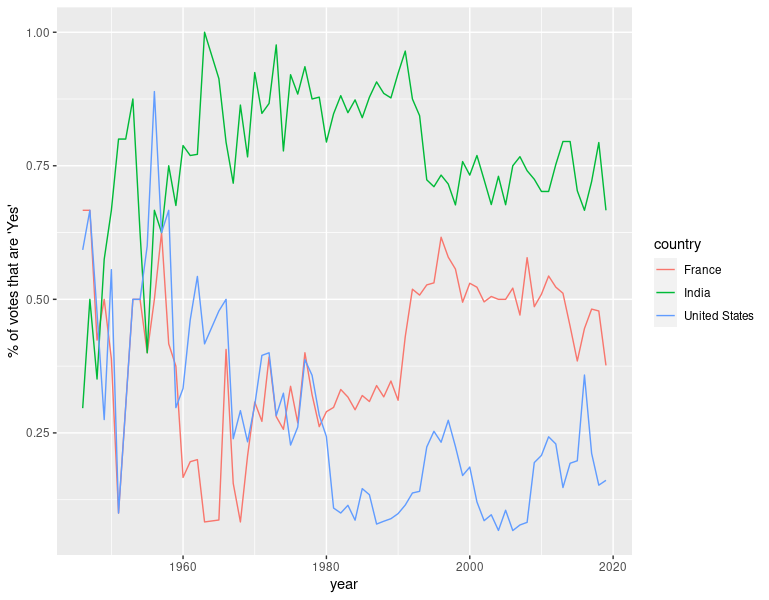 1.00
0.75
0.50
0.25
% of votes that are 'Yes'
1960
1980
2000
2020
year
country
France
India
United States